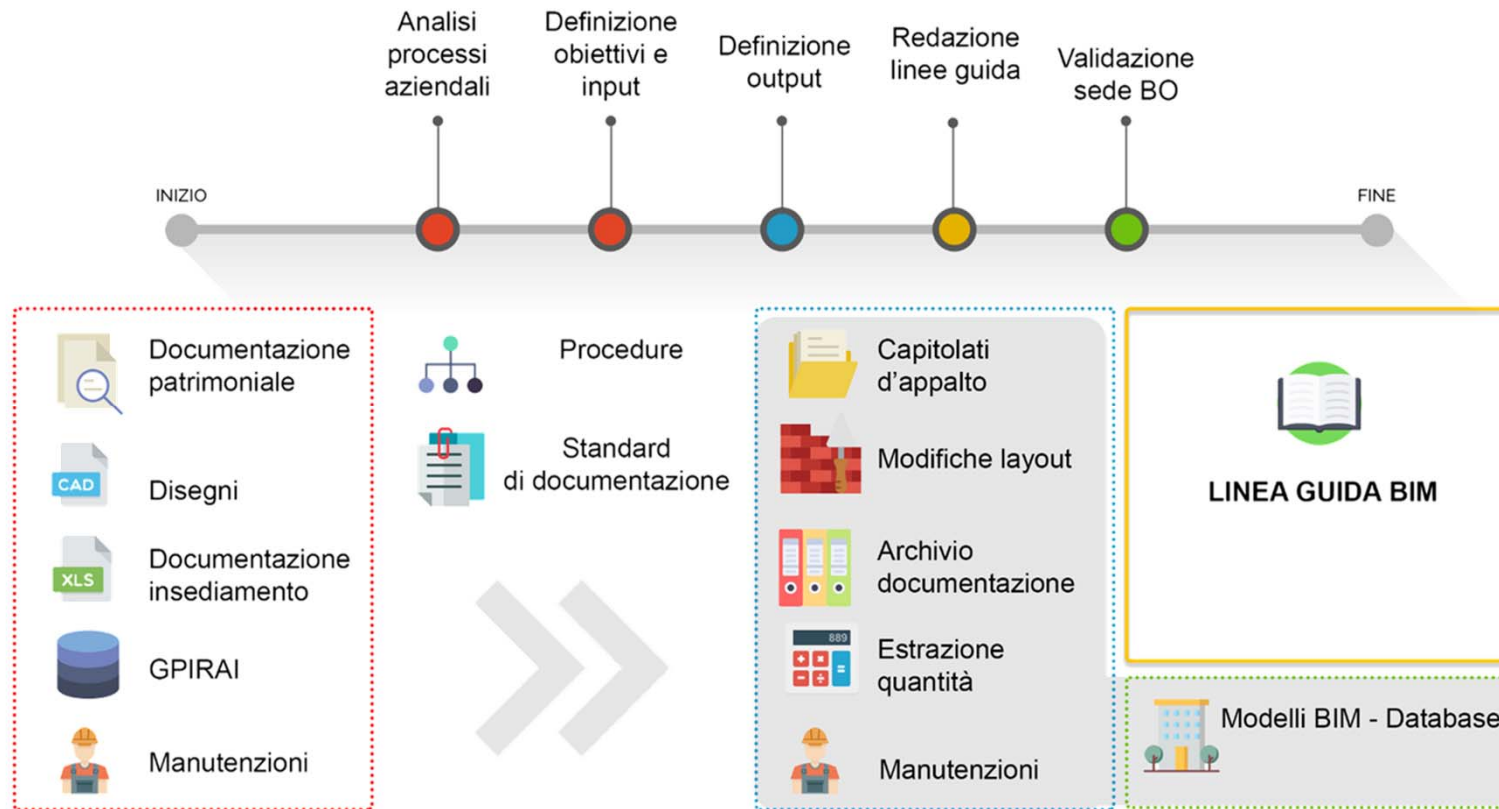 Analisi
processi
aziendali
Definizione
obiettivi e
input
Definizione
output
Redazione
linee guida
Validazione
sede BO
INIZIO
FINE
Documentazione
patrimoniale
CAD
Disegni
XLS
Documentazione
insediamento
GPIRAI
Manutenzioni
Procedure
Standard
di documentazione
Capitolati
d'appalto
Modifiche layout
Archivio
documentazione
889
Estrazione
quantità
Manutenzioni
LINEA GUIDA BIM
Modelli BIM - Database